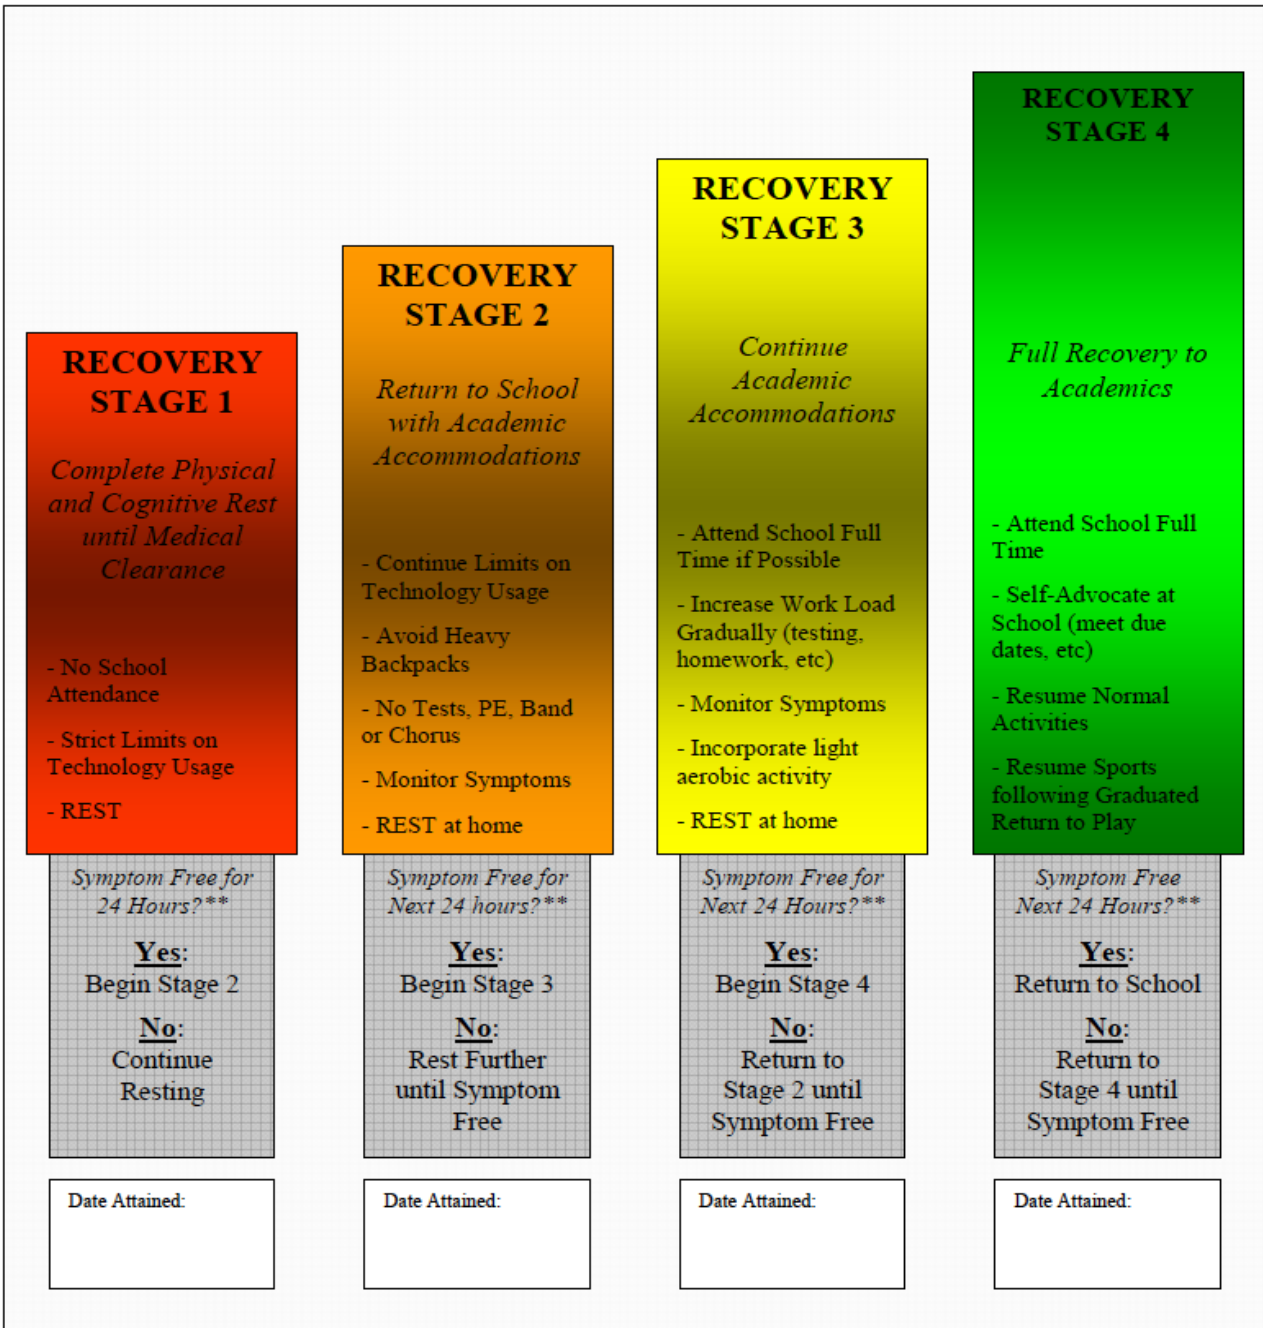 RECOVERY
STAGE 1
Complete Physical
and Cognitive Rest
until Medical
Clearance
- No School
Attendance
- Strict Limits on
Technology Usage
- REST
Symptom Free for
24 Hours?**
Yes:
Begin Stage 2
No:
Continue
Resting
Date Attained:
RECOVERY
STAGE 2
Return to School
with Academic
Accommodations
- Continue Limits on
Technology Usage
- Avoid Heavy
Backpacks
- No Tests, PE, Band
or Chorus
- Monitor Symptoms
- REST at home
Symptom Free for
Next 24 hours?**
Yes:
Begin Stage 3
No:
Rest Further
until Symptom
Free
Date Attained:
RECOVERY
STAGE 3
Continue
Academic
Accommodations
- Attend School Full
Time if Possible
- Increase Work Load
Gradually (testing,
homework, etc)
- Monitor Symptoms
- Incorporate light
aerobic activity
- REST at home
Symptom Free for
Next 24 Hours?**
Yes:
Begin Stage 4
No:
Return to
Stage 2 until
Symptom Free
Date Attained:
RECOVERY
STAGE 4
Full Recovery to
Academics
- Attend School Full
Time
- Self-Advocate at
School (meet due
dates, etc)
- Resume Normal
Activities
- Resume Sports
following Graduated
Return to Play
Symptom Free
Next 24 Hours?**
Yes:
Return to School
No:
Return to
Stage 4 until
Symptom Free
Date Attained: